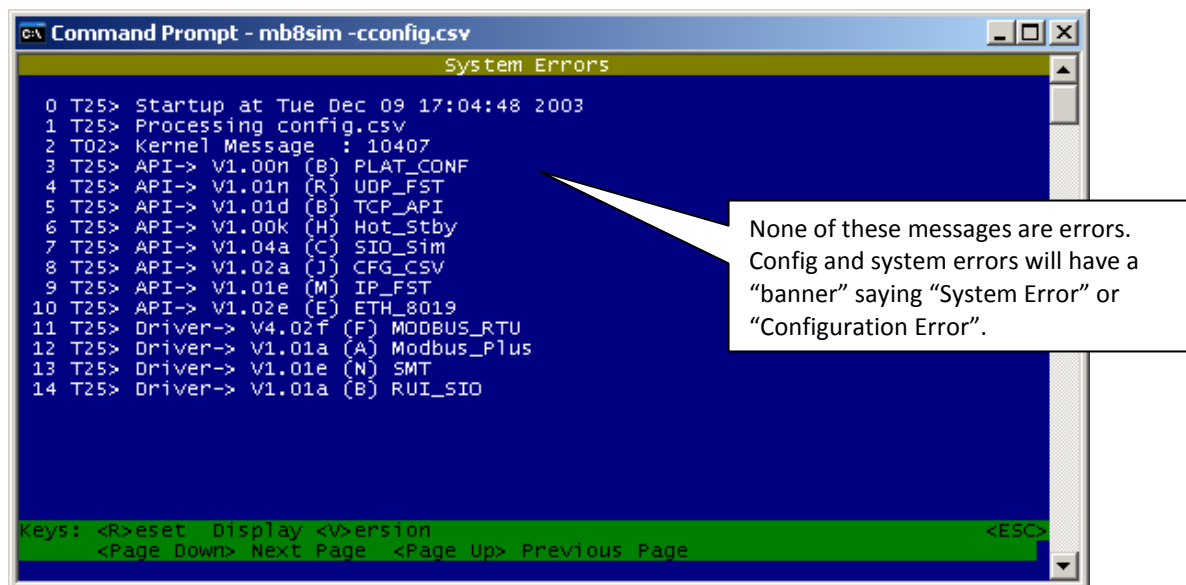 Command Prompt - mb8sim -cconfig.csv
System Errors
0 T25> Startup at Tue Dec 09 17:04:48 2003
1 T25> Processing config.csv
2 T02> Kernel Message : 10407
3 T25> API-> V1.00n (B) PLAT_CONF
4 T25> API-> V1.01n (R) UDP_FST
5 T25> API-> V1.01d (B) TCP_API
6 T25> API-> V1.00k (H) Hot_Stby
7 T25> API-> V1.04a (C) SIO_Sim
8 T25> API-> V1.02a (J) CFG_CSV
9 T25> API-> V1.01e (M) IP_FST
10 T25> API-> V1.02e (E) ETH_8019
11 T25> Driver-> V4.02f (F) MODBUS_RTU
12 T25> Driver-> V1.01a (A) Modbus_Plus
13 T25> Driver-> V1.01e (N) SMT
14 T25> Driver-> V1.01a (B) RUI_SIO
None of these messages are errors.
Config and system errors will have a
“banner” saying “System Error” or
“Configuration Error”.
Keys: <R>eset Display <V>ersion <ESC>
<Page Down> Next Page <Page Up> Previous Page